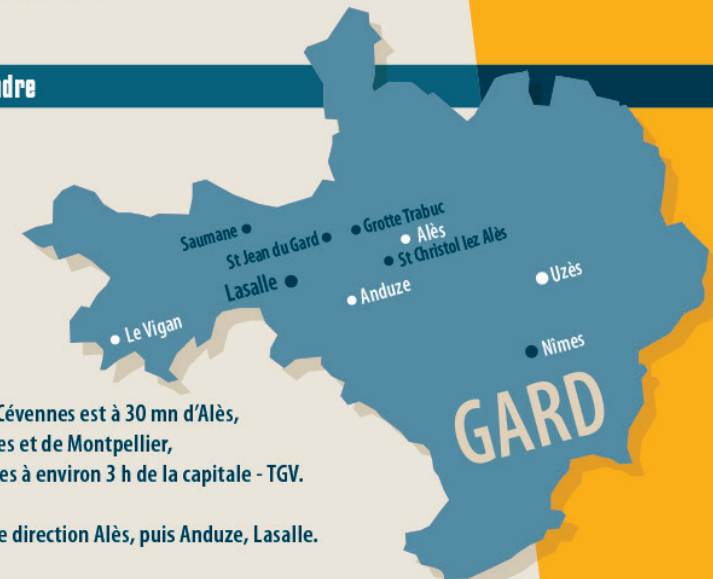 dre
Saumane
St Jean du Gard
Grotte Trabuc
Alès
St Christol lez Alès
Lasalle
Anduze
Uzès
Le Vigan
Nîmes
GARD
Cévennes est à 30 mn d'Alès,
es et de Montpellier,
es à environ 3 h de la capitale - TGV.
e direction Alès, puis Anduze, Lasalle.